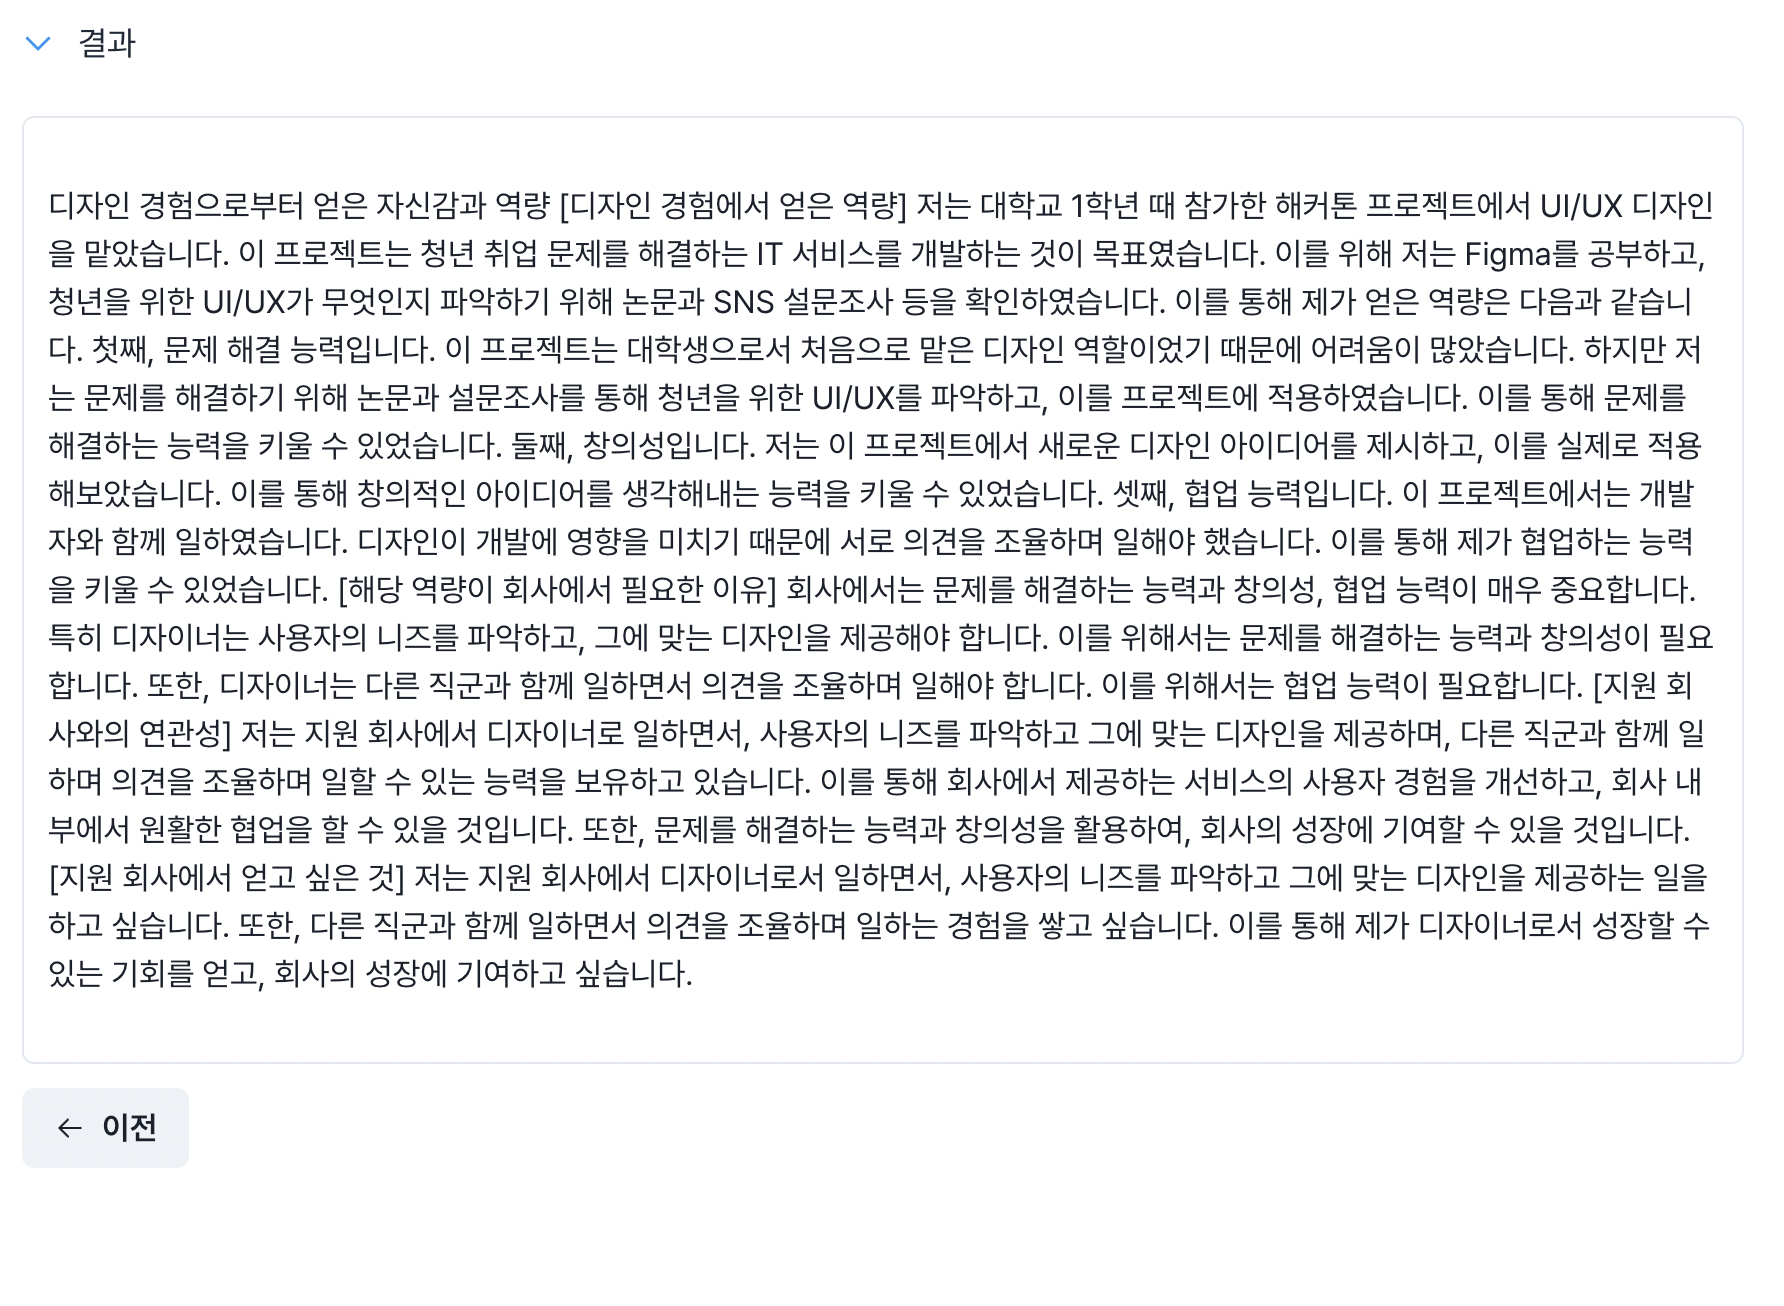 결과
디자인 경험으로부터 얻은 자신감과 역량 [디자인 경험에서 얻은 역량] 저는 대학교 1학년 때 참가한 해커톤 프로젝트에서 UI/UX 디자인
을 맡았습니다. 이 프로젝트는 청년 취업 문제를 해결하는 IT 서비스를 개발하는 것이 목표였습니다. 이를 위해 저는 Figma를 공부하고,
청년을 위한 UI/UX가 무엇인지 파악하기 위해 논문과 SNS 설문조사 등을 확인하였습니다. 이를 통해 제가 얻은 역량은 다음과 같습니
다. 첫째, 문제 해결 능력입니다. 이 프로젝트는 대학생으로서 처음으로 맡은 디자인 역할이었기 때문에 어려움이 많았습니다. 하지만 저
는 문제를 해결하기 위해 논문과 설문조사를 통해 청년을 위한 UI/UX를 파악하고, 이를 프로젝트에 적용하였습니다. 이를 통해 문제를
해결하는 능력을 키울 수 있었습니다. 둘째, 창의성입니다. 저는 이 프로젝트에서 새로운 디자인 아이디어를 제시하고, 이를 실제로 적용
해보았습니다. 이를 통해 창의적인 아이디어를 생각해내는 능력을 키울 수 있었습니다. 셋째, 협업 능력입니다. 이 프로젝트에서는 개발
자와 함께 일하였습니다. 디자인이 개발에 영향을 미치기 때문에 서로 의견을 조율하며 일해야 했습니다. 이를 통해 제가 협업하는 능력
을 키울 수 있었습니다. [해당 역량이 회사에서 필요한 이유] 회사에서는 문제를 해결하는 능력과 창의성, 협업 능력이 매우 중요합니다.
특히 디자이너는 사용자의 니즈를 파악하고, 그에 맞는 디자인을 제공해야 합니다. 이를 위해서는 문제를 해결하는 능력과 창의성이 필요
합니다. 또한, 디자이너는 다른 직군과 함께 일하면서 의견을 조율하며 일해야 합니다. 이를 위해서는 협업 능력이 필요합니다. [지원 회
사와의 연관성] 저는 지원 회사에서 디자이너로 일하면서, 사용자의 니즈를 파악하고 그에 맞는 디자인을 제공하며, 다른 직군과 함께 일
하며 의견을 조율하며 일할 수 있는 능력을 보유하고 있습니다. 이를 통해 회사에서 제공하는 서비스의 사용자 경험을 개선하고, 회사 내
부에서 원활한 협업을 할 수 있을 것입니다. 또한, 문제를 해결하는 능력과 창의성을 활용하여, 회사의 성장에 기여할 수 있을 것입니다.
[지원 회사에서 얻고 싶은 것] 저는 지원 회사에서 디자이너로서 일하면서, 사용자의 니즈를 파악하고 그에 맞는 디자인을 제공하는 일을
하고 싶습니다. 또한, 다른 직군과 함께 일하면서 의견을 조율하며 일하는 경험을 쌓고 싶습니다. 이를 통해 제가 디자이너로서 성장할 수
있는 기회를 얻고, 회사의 성장에 기여하고 싶습니다.
← 이전